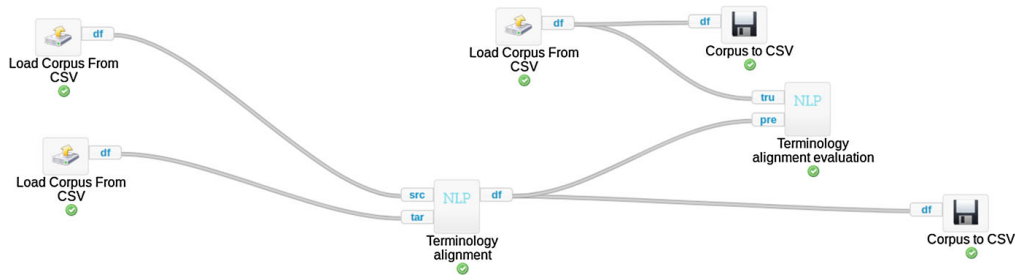 df
Load Corpus From
CSV
df
Load Corpus From
CSV
df
Load Corpus From
CSV
df
Corpus to CSV
tru
pre
NLP
Terminology
alignment evaluation
src
tar
NLP
df
Terminology
alignment
df
Corpus to CSV